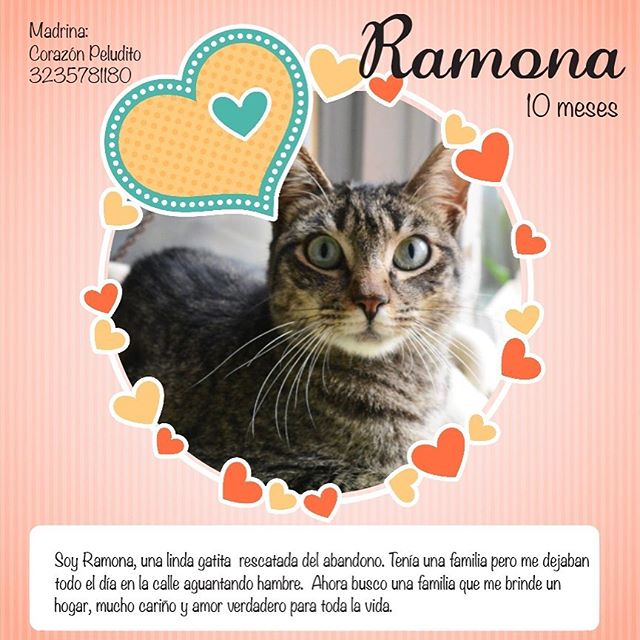 Madrina:
Corazón Peludito
3235781180
Ramona
10 meses
Soy Ramona, una linda gatita rescatada del abandono. Tenía una familia pero me dejaban
todo el día en la calle aguantando hambre. Ahora busco una familia que me brinde un
hogar, mucho cariño y amor verdadero para toda la vida.